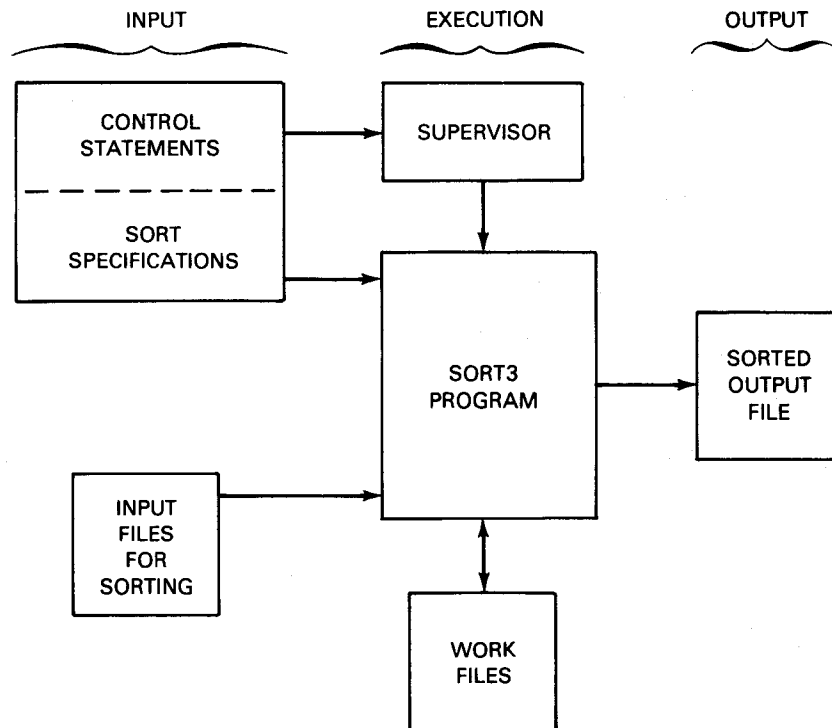 INPUT
EXECUTION
OUTPUT
CONTROL
STATEMENTS
SUPERVISOR
SORT
SPECIFICATIONS
SORT3
PROGRAM
SORTED
OUTPUT
FILE
INPUT
FILES
FOR
SORTING
WORK
FILES